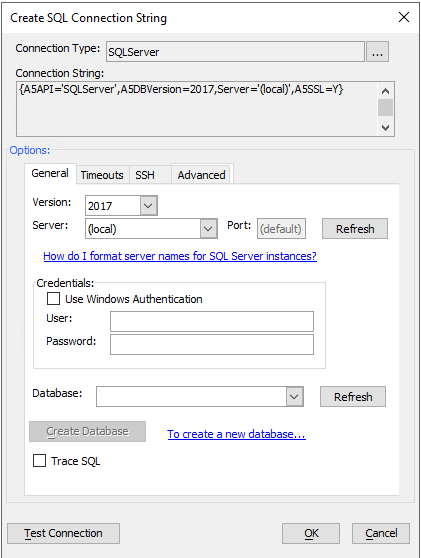 Create SQL Connection String
Connection Type: SQLServer ...
Connection String:
{A5API='SQLServer',A5DBVersion=2017,Server='(local)',A5SSL=Y}
Options:
General Timeouts SSH Advanced
Version: 2017
Server: (local) Port: (default) Refresh
How do I format server names for SQL Server instances?
Credentials:
Use Windows Authentication
User:
Password:
Database: Refresh
Create Database To create a new database...
Trace SQL
Test Connection OK Cancel